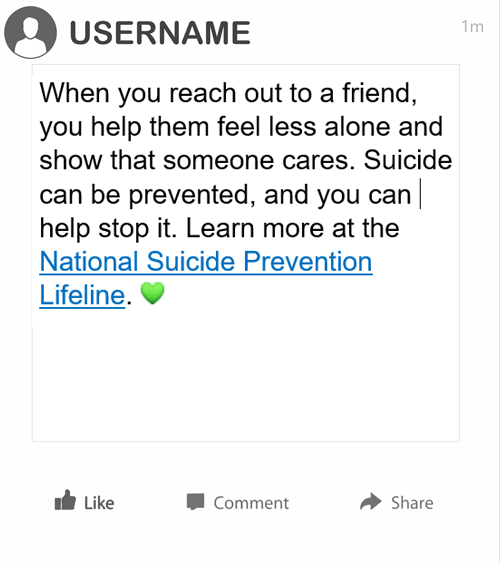 USERNAME
1m
When you reach out to a friend,
you help them feel less alone and
show that someone cares. Suicide
can be prevented, and you can
help stop it. Learn more at the
National Suicide Prevention
Lifeline. 💚
Like Comment Share